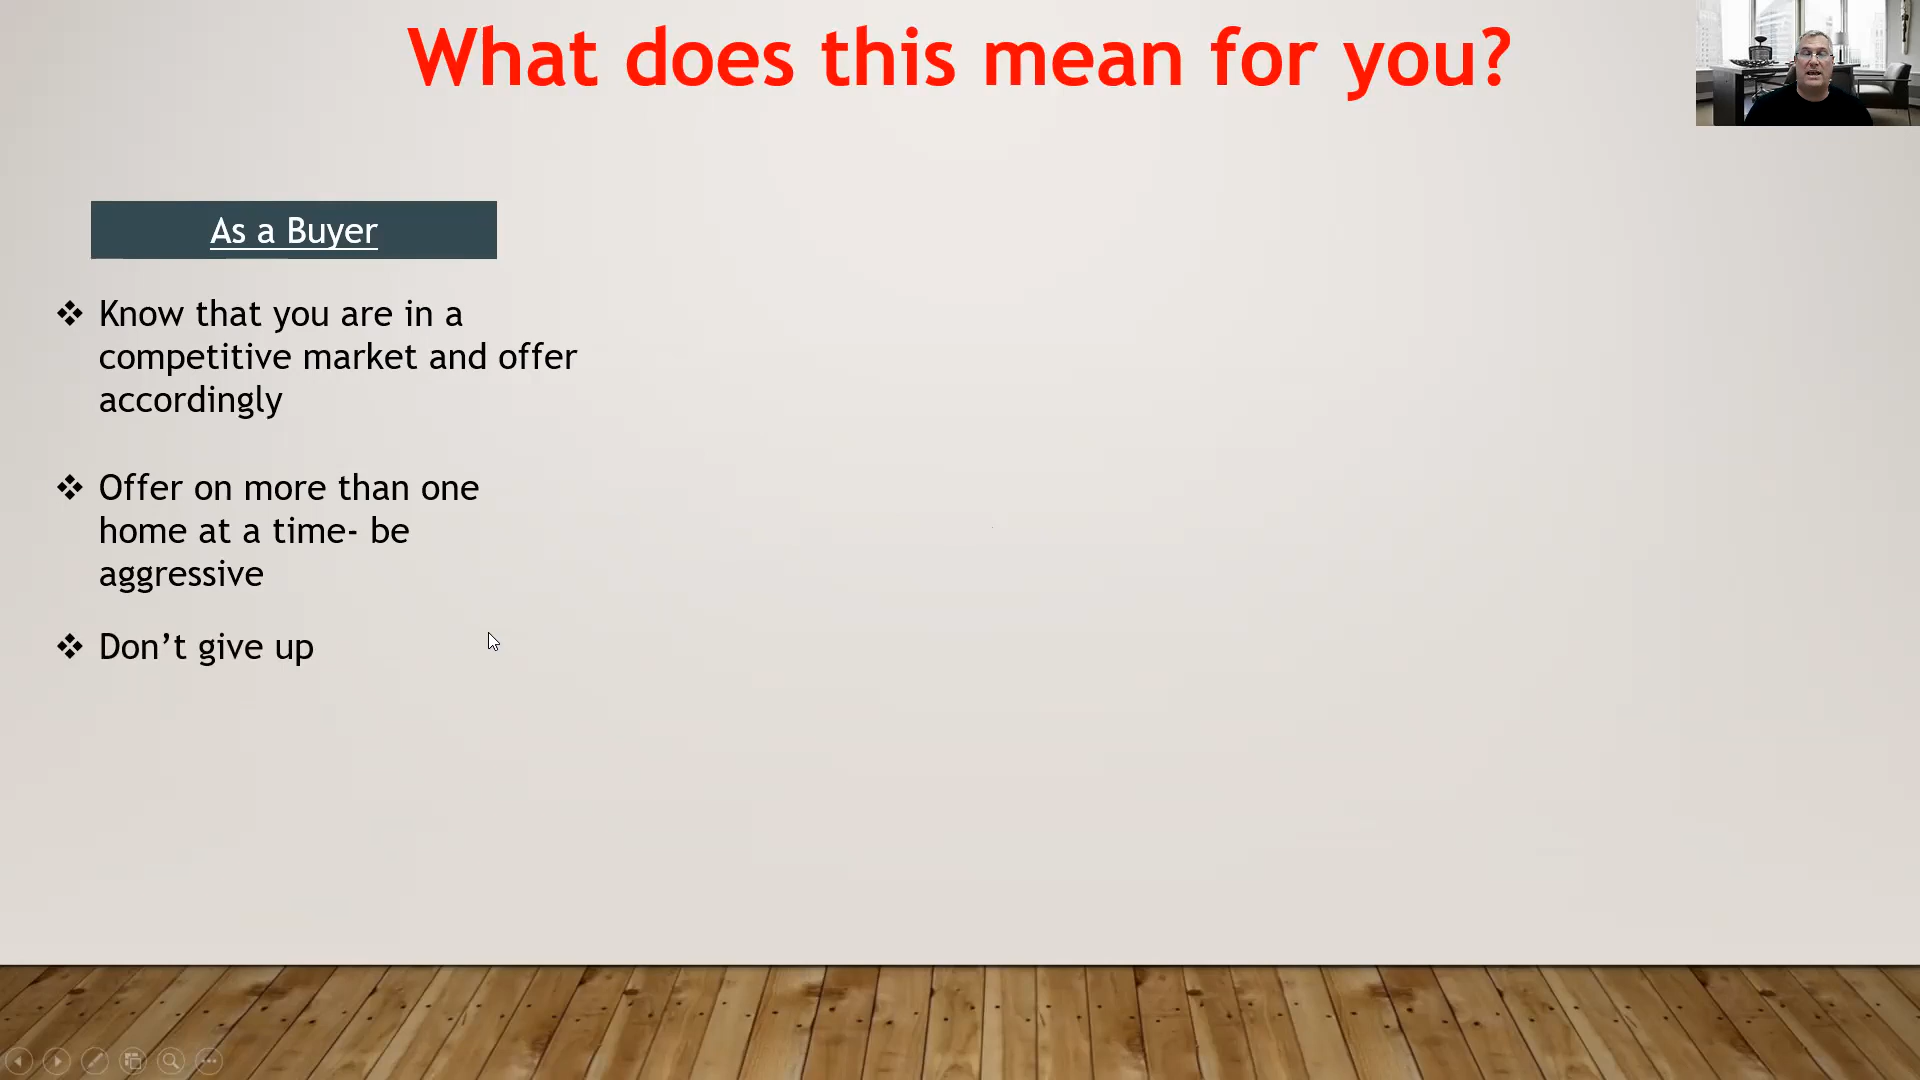 What does this mean for you?
As a Buyer
❖ Know that you are in a
competitive market and offer
accordingly
❖ Offer on more than one
home at a time- be
aggressive
❖ Don’t give up